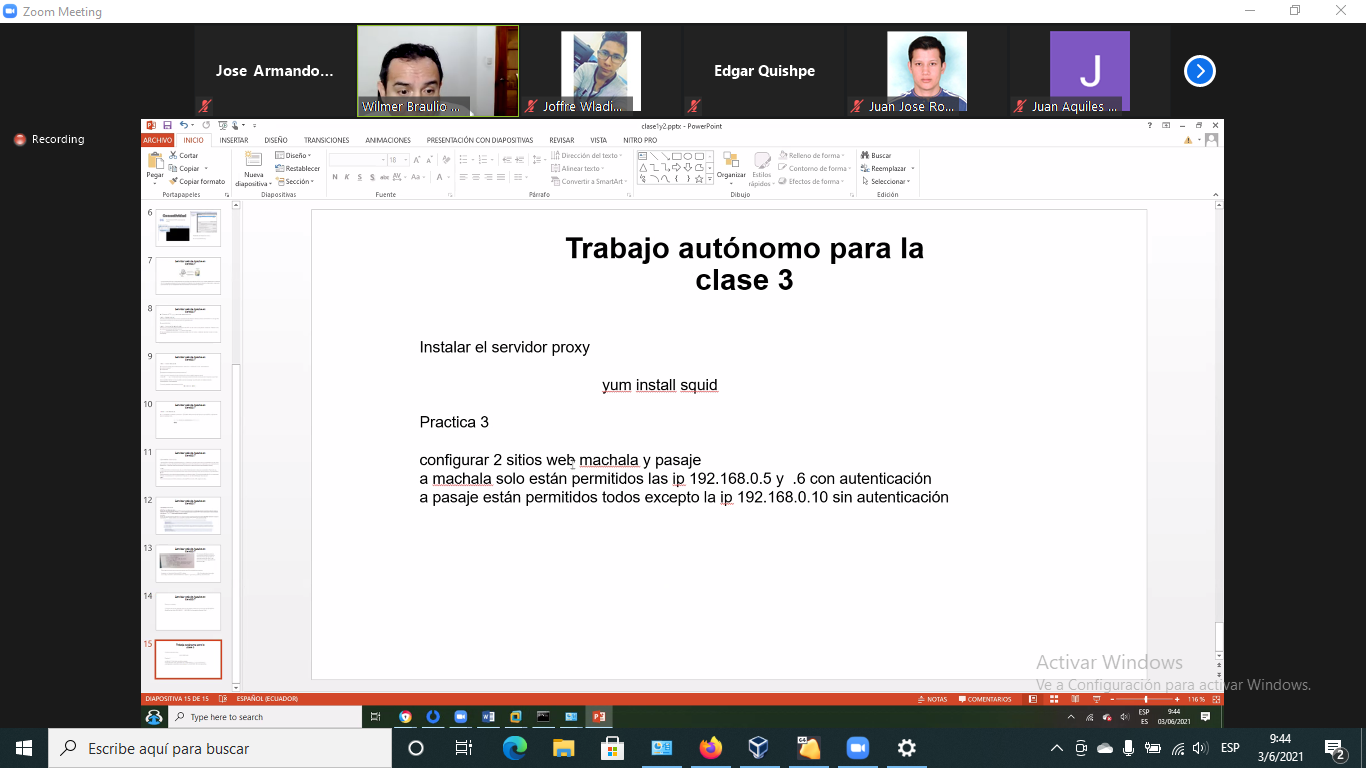 Zoom Meeting
Jose Armando...
Wilmer Braulio ...
Joffre Wladi...
Edgar Quishpe
Juan Jose Ro...
J
Juan Aquiles ...
Recording
clase1y2.pptx - PowerPoint
ARCHIVO INICIO INSERTAR DISEÑO TRANSICIONES ANIMACIONES PRESENTACIÓN CON DIAPOSITIVAS REVISAR VISTA NITRO PRO
Pegar
Cortar
Copiar
Copiar formato
Portapapeles
Nueva diapositiva
Diseño
Restablecer
Sección
Diapositivas
18
N K S S abc AV Aa A
Fuente
Dirección del texto
Alinear texto
Convertir a SmartArt
Párrafo
Organizar
Estilos rápidos
Relleno de forma
Contorno de forma
Efectos de forma
Dibujo
Buscar
Reemplazar
Seleccionar
Edición
6
7
8
9
10
11
12
13
14
15
Trabajo autónomo para la
clase 3
Instalar el servidor proxy
yum install squid
Practica 3
configurar 2 sitios web machala y pasaje
a machala solo están permitidos las ip 192.168.0.5 y .6 con autenticación
a pasaje están permitidos todos excepto la ip 192.168.0.10 sin autenticación
Activar Windows
Ve a Configuración para activar Windows.
DIAPOSITIVA 15 DE 15 ESPAÑOL (ECUADOR) NOTAS COMENTARIOS 116 %
Type here to search
ESP
ES
9:44
03/06/2021
Escribe aquí para buscar
ESP
9:44
3/6/2021
2